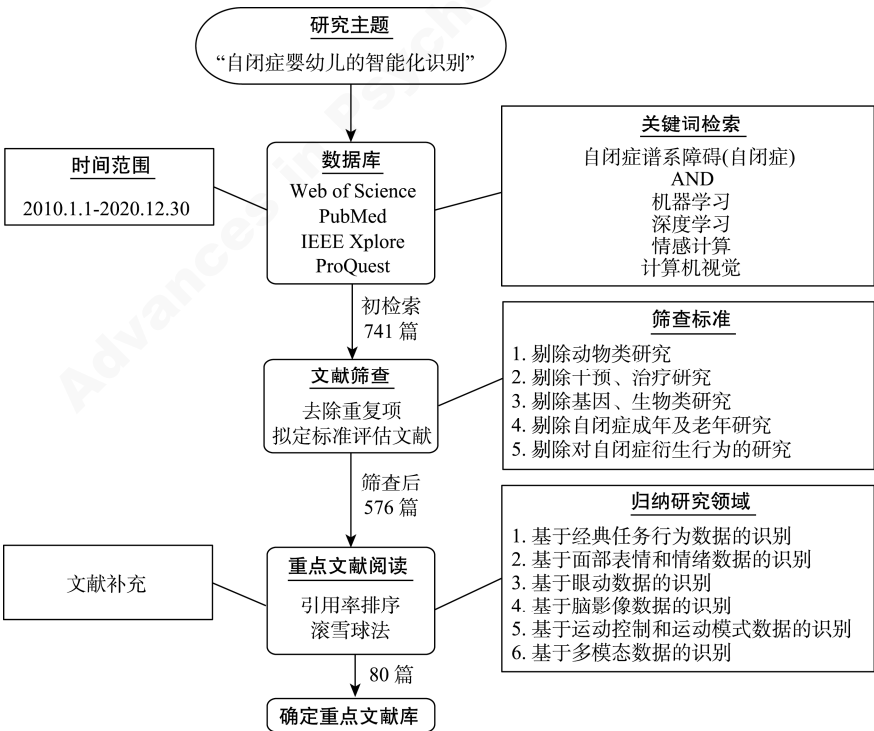 研究主题
“自闭症婴幼儿的智能化识别”
时间范围
2010.1.1-2020.12.30
数据库
Web of Science
PubMed
IEEE Xplore
ProQuest
关键词检索
自闭症谱系障碍(自闭症)
AND
机器学习
深度学习
情感计算
计算机视觉
初检索
741 篇
文献筛查
去除重复项
拟定标准评估文献
筛查标准
1. 剔除动物类研究
2. 剔除干预、治疗研究
3. 剔除基因、生物类研究
4. 剔除自闭症成年及老年研究
5. 剔除对自闭症衍生行为的研究
筛查后
576 篇
文献补充
重点文献阅读
引用率排序
滚雪球法
归纳研究领域
1. 基于经典任务行为数据的识别
2. 基于面部表情和情绪数据的识别
3. 基于眼动数据的识别
4. 基于脑影像数据的识别
5. 基于运动控制和运动模式数据的识别
6. 基于多模态数据的识别
80 篇
确定重点文献库
Advances in Psycho